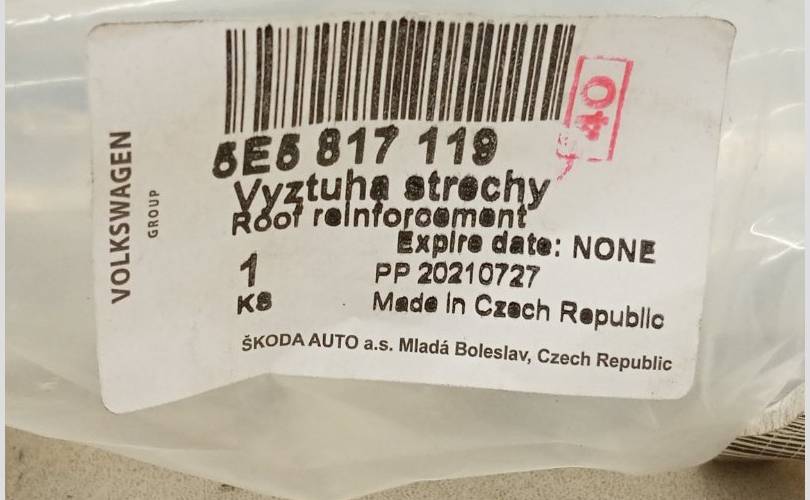 VOLKSWAGEN
GROUP
5E5 817 119
Vyztuha strechy
Roof reinforcement
Expire date: NONE
1 PP 20210727
KS Made in Czech Republic
ŠKODA AUTO a.s. Mladá Boleslav, Czech Republic